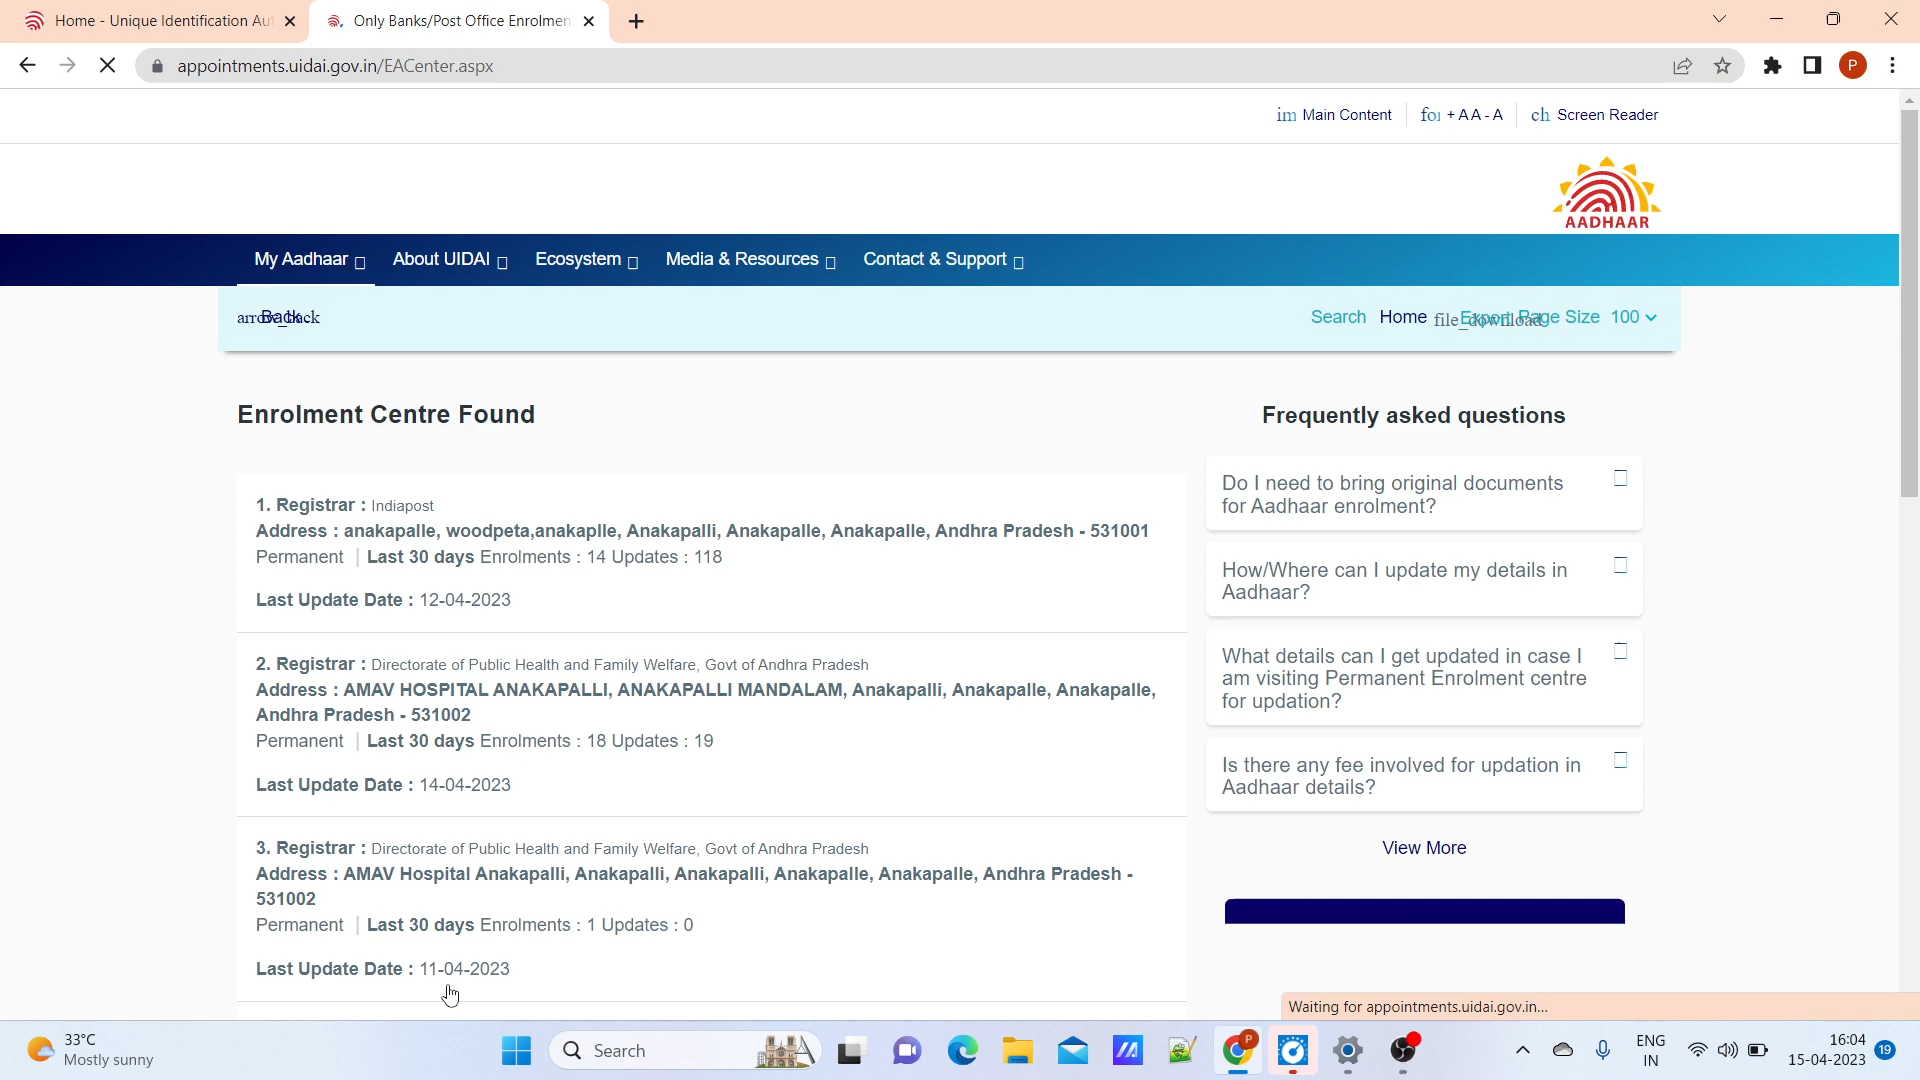 Home - Unique Identification Au
Only Banks/Post Office Enrolmen
appointments.uidai.gov.in/EACenter.aspx
P
im Main Content
for + A A - A
ch Screen Reader
AADHAAR
My Aadhaar
About UIDAI
Ecosystem
Media & Resources
Contact & Support
Back
Search
Home
file_download
Export
Page Size 100
Enrolment Centre Found
1. Registrar : Indiapost
Address : anakapalle, woodpeta,anakaplle, Anakapalli, Anakapalle, Anakapalle, Andhra Pradesh - 531001
Permanent | Last 30 days Enrolments : 14 Updates : 118
Last Update Date : 12-04-2023
2. Registrar : Directorate of Public Health and Family Welfare, Govt of Andhra Pradesh
Address : AMAV HOSPITAL ANAKAPALLI, ANAKAPALLI MANDALAM, Anakapalli, Anakapalle, Anakapalle,
Andhra Pradesh - 531002
Permanent | Last 30 days Enrolments : 18 Updates : 19
Last Update Date : 14-04-2023
3. Registrar : Directorate of Public Health and Family Welfare, Govt of Andhra Pradesh
Address : AMAV Hospital Anakapalli, Anakapalli, Anakapalli, Anakapalle, Anakapalle, Andhra Pradesh -
531002
Permanent | Last 30 days Enrolments : 1 Updates : 0
Last Update Date : 11-04-2023
Frequently asked questions
Do I need to bring original documents
for Aadhaar enrolment?
How/Where can I update my details in
Aadhaar?
What details can I get updated in case I
am visiting Permanent Enrolment centre
for updation?
Is there any fee involved for updation in
Aadhaar details?
View More
Waiting for appointments.uidai.gov.in...
33°C
Mostly sunny
Search
P
ENG
IN
16:04
15-04-2023
19